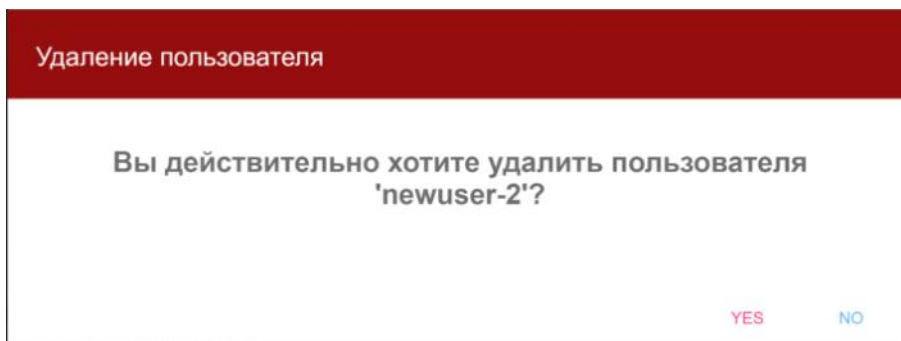 Удаление пользователя
Вы действительно хотите удалить пользователя
'newuser-2'?
YES NO